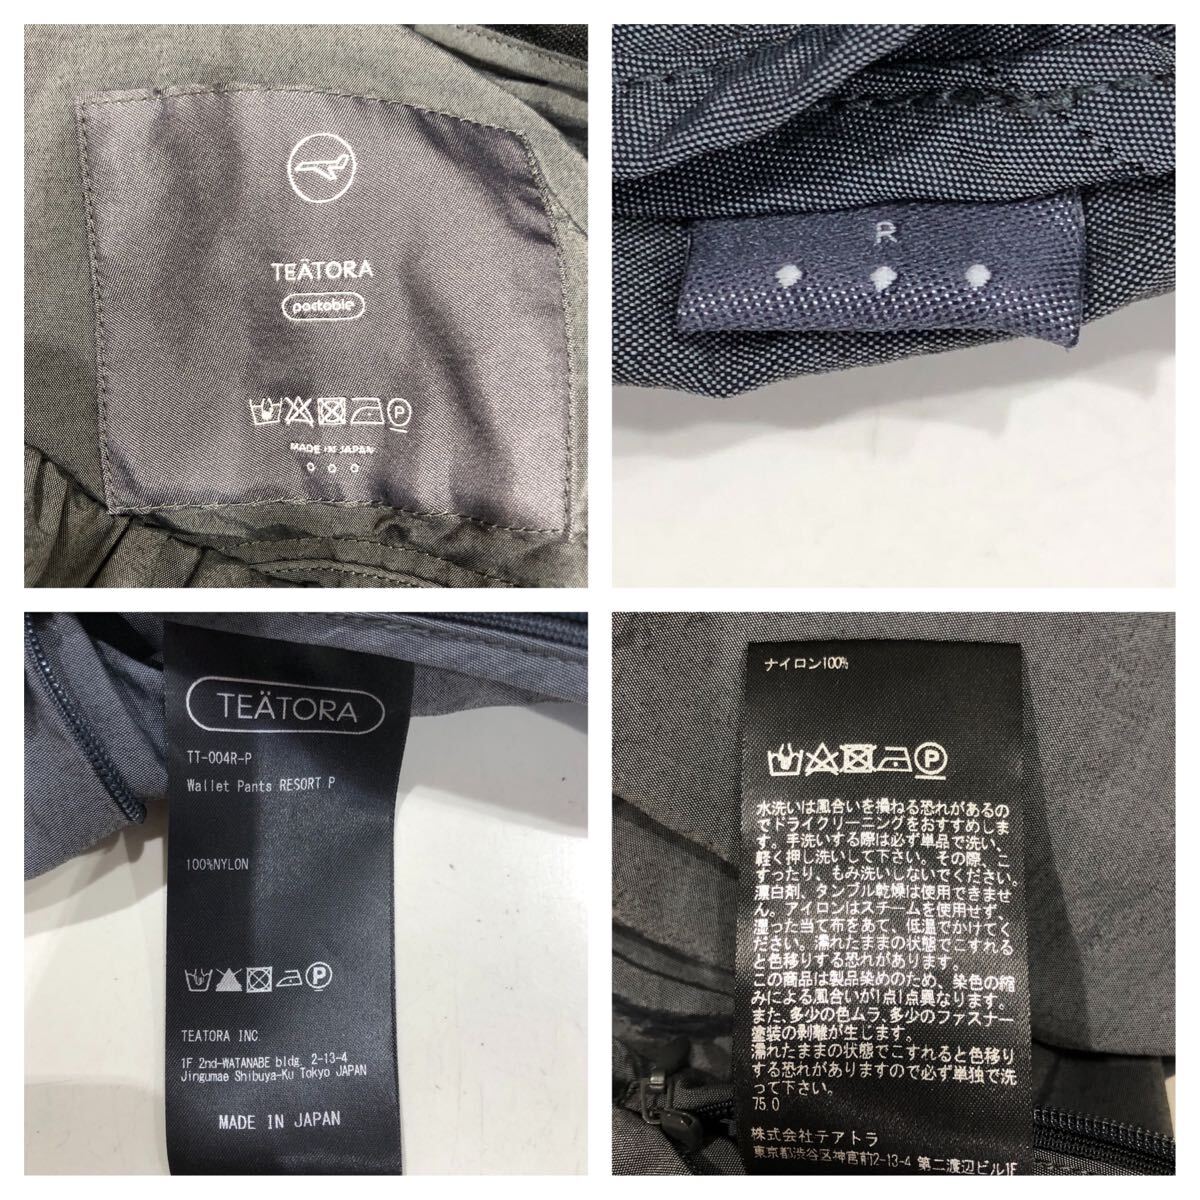 TEÄTORA
portable
P
MADE IN JAPAN
R
TEÄTORA
TT-004R-P
Wallet Pants RESORT P
100%NYLON
P
TEATORA INC.
1F 2nd-WATANABE bldg. 2-13-4
Jingumae Shibuya-Ku Tokyo JAPAN
MADE IN JAPAN
ナイロン100%
P
水洗いは風合いを損ねる恐れがあるの
でドライクリーニングをおすすめしま
す。手洗いする際は必ず単品で洗い、
軽く押し洗いして下さい。その際、こ
すったり、もみ洗いしないでください。
漂白剤、タンブル乾燥は使用できませ
ん。アイロンはスチームを使用せず、
湿った当て布をあて、低温でかけてく
ださい。濡れたままの状態でこすれる
と色移りする恐れがあります。
この商品は製品染めのため、染色の縮
みによる風合いが1点1点異なります。
また、多少の色ムラ、多少のファスナー
塗装の剥離が生じます。
濡れたままの状態でこすれると色移り
する恐れがありますので必ず単独で洗
って下さい。
75.0
株式会社テアトラ
東京都渋谷区神宮前2-13-4 第二渡辺ビル1F